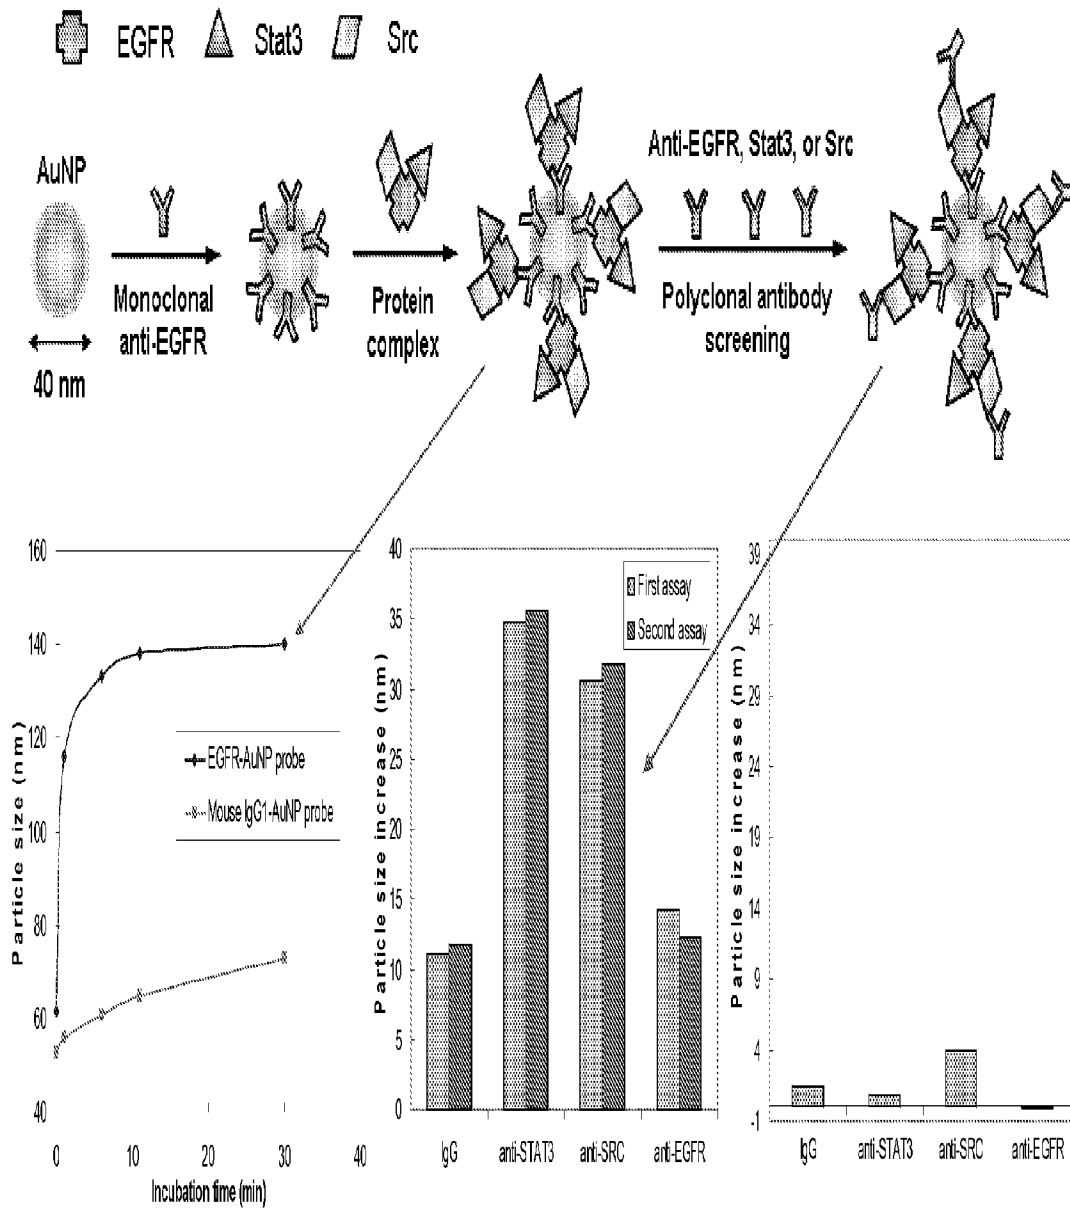 EGFR Stat3 Src
AuNP
40 nm
Monoclonal
anti-EGFR
Protein
complex
Anti-EGFR, Stat3, or Src
Polyclonal antibody
screening
Particle size (nm)
160
140
120
100
80
60
40
0 10 20 30 40
Incubation time (min)
EGFR-AuNP probe
Mouse IgG1-AuNP probe
Particle size increase (nm)
40
35
30
25
20
15
10
5
0
First assay
Second assay
IgG anti-STAT3 anti-SRC anti-EGFR
Particle size increase (nm)
39
34
29
24
19
14
9
4
-1
IgG anti-STAT3 anti-SRC anti-EGFR